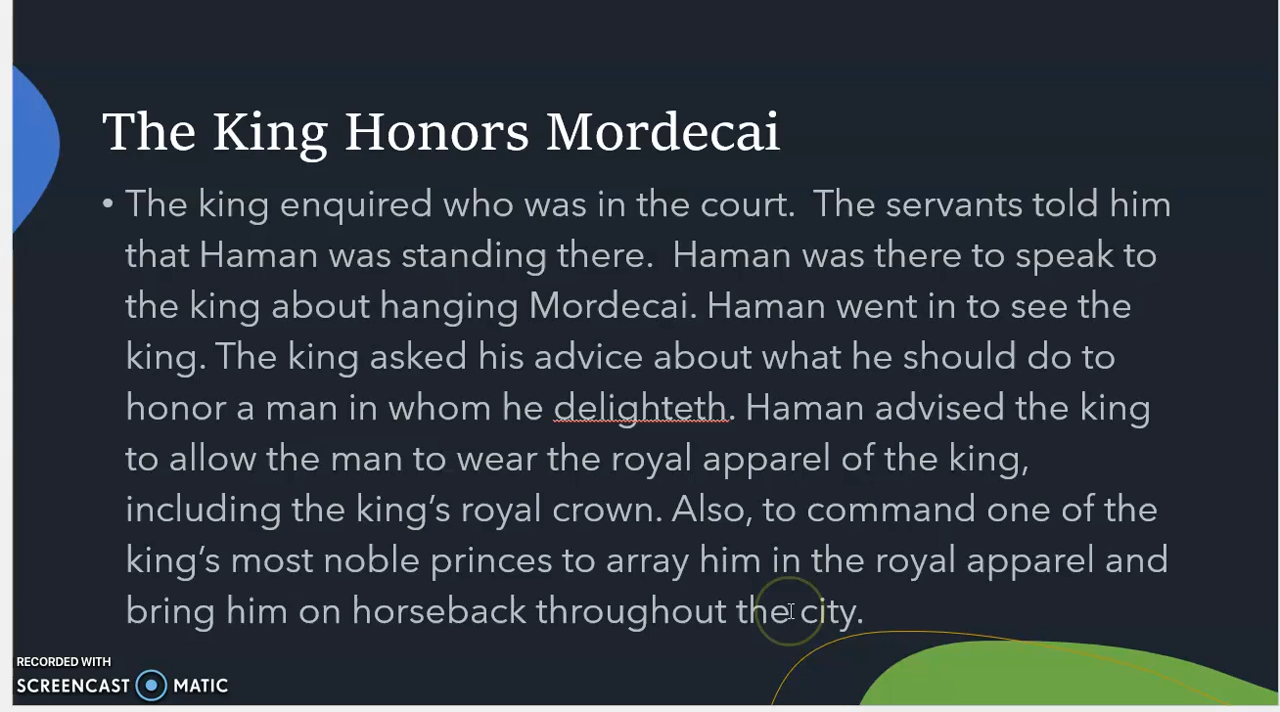 The King Honors Mordecai
• The king enquired who was in the court.  The servants told him
that Haman was standing there.  Haman was there to speak to
the king about hanging Mordecai. Haman went in to see the
king. The king asked his advice about what he should do to
honor a man in whom he delighteth. Haman advised the king
to allow the man to wear the royal apparel of the king,
including the king’s royal crown. Also, to command one of the
king’s most noble princes to array him in the royal apparel and
bring him on horseback throughout the city.
RECORDED WITH
SCREENCAST MATIC